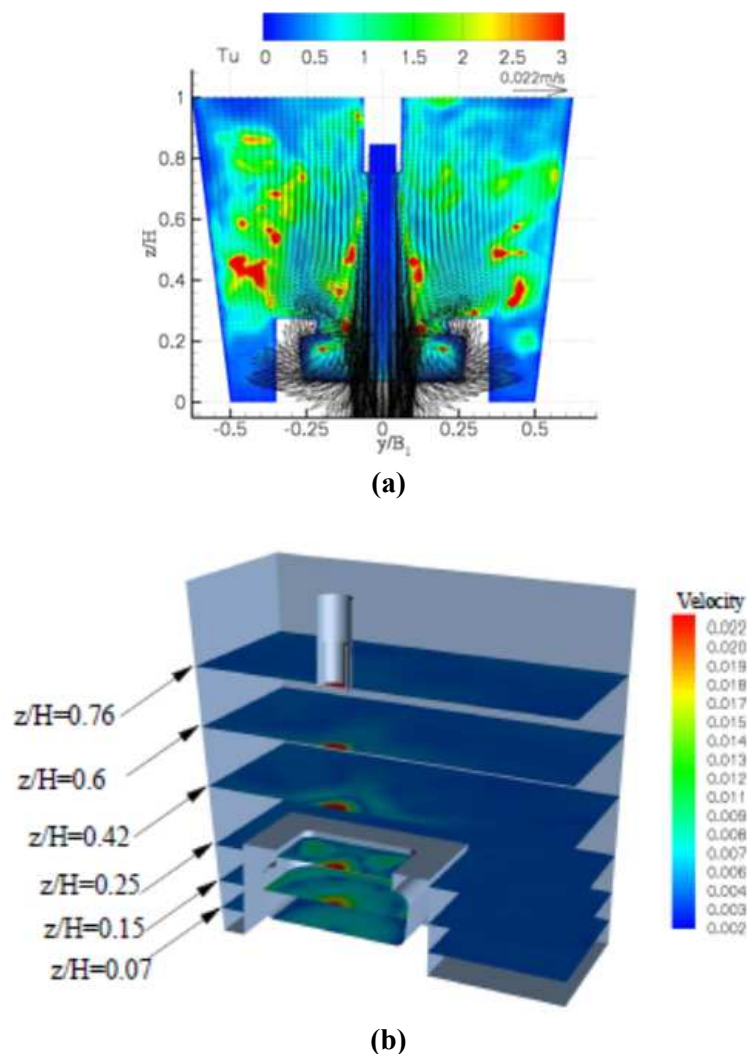 Tu 0 0.5 1 1.5 2 2.5 3
0.022m/s
1
0.8
0.6
0.4
0.2
0
z/H
-0.5 -0.25 0 0.25 0.5
y/B₁
(a)
Velocity
0.022
0.020
0.019
0.018
0.017
0.016
0.015
0.013
0.012
0.011
0.009
0.008
0.007
0.006
0.004
0.003
0.002
z/H=0.76
z/H=0.6
z/H=0.42
z/H=0.25
z/H=0.15
z/H=0.07
(b)